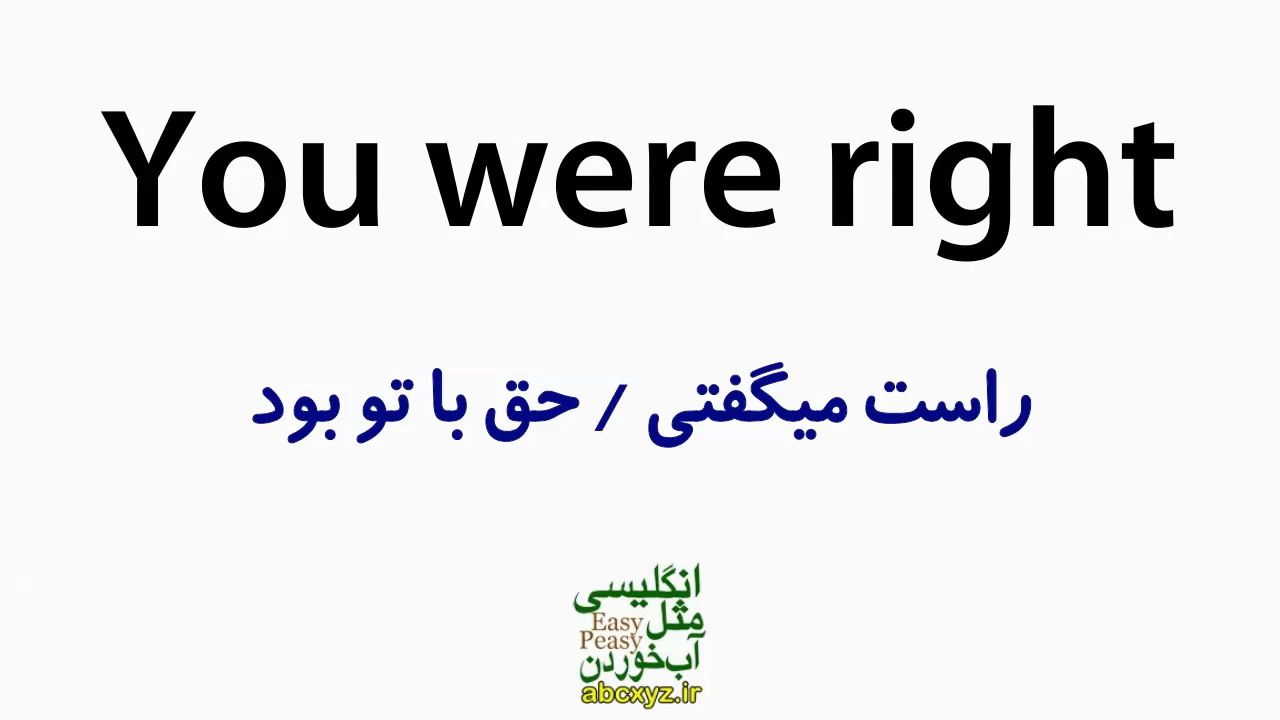 You were right
راست میگفتی / حق با تو بود
انگلیسی
مثل
Easy
Peasy
آب‌خوردن
abcxyz.ir